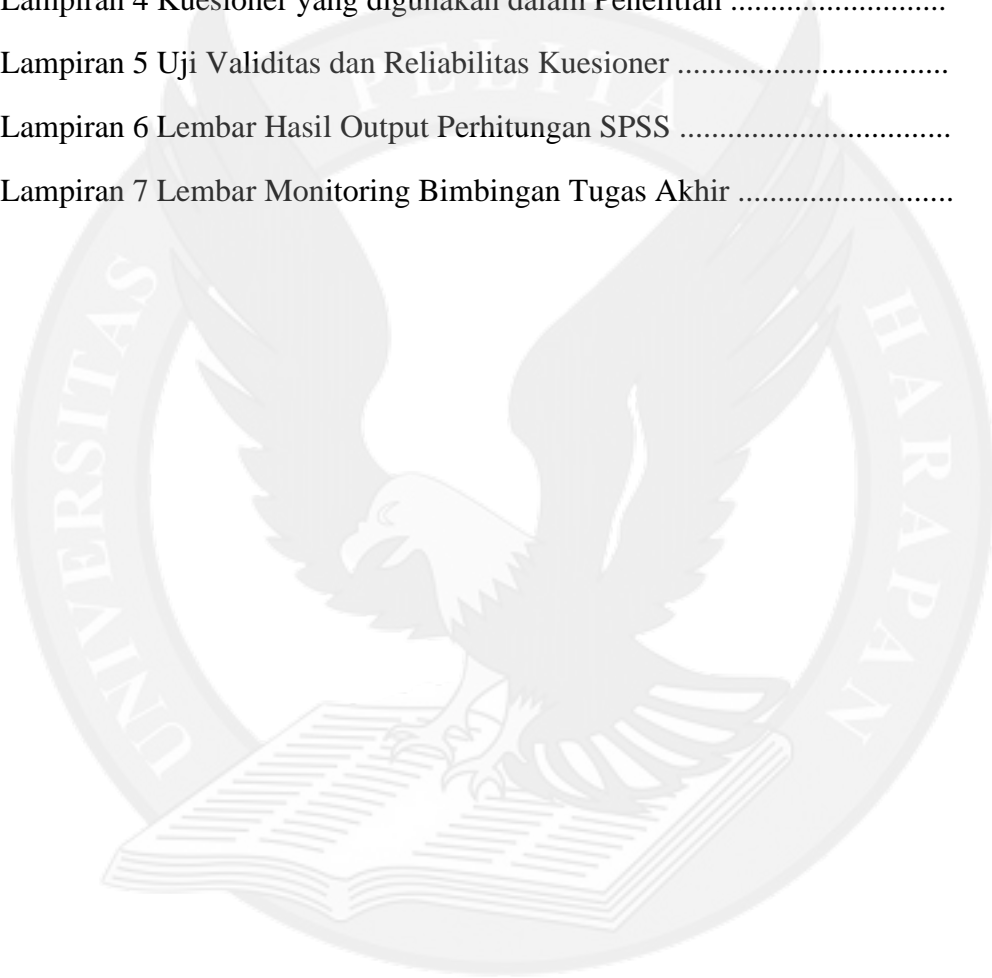 Lampiran 4 Kuesioner yang digunakan dalam Penelitian ...........................
Lampiran 5 Uji Validitas dan Reliabilitas Kuesioner ..................................
Lampiran 6 Lembar Hasil Output Perhitungan SPSS ..................................
Lampiran 7 Lembar Monitoring Bimbingan Tugas Akhir ...........................
UNIVERSITAS PELITA HARAPAN